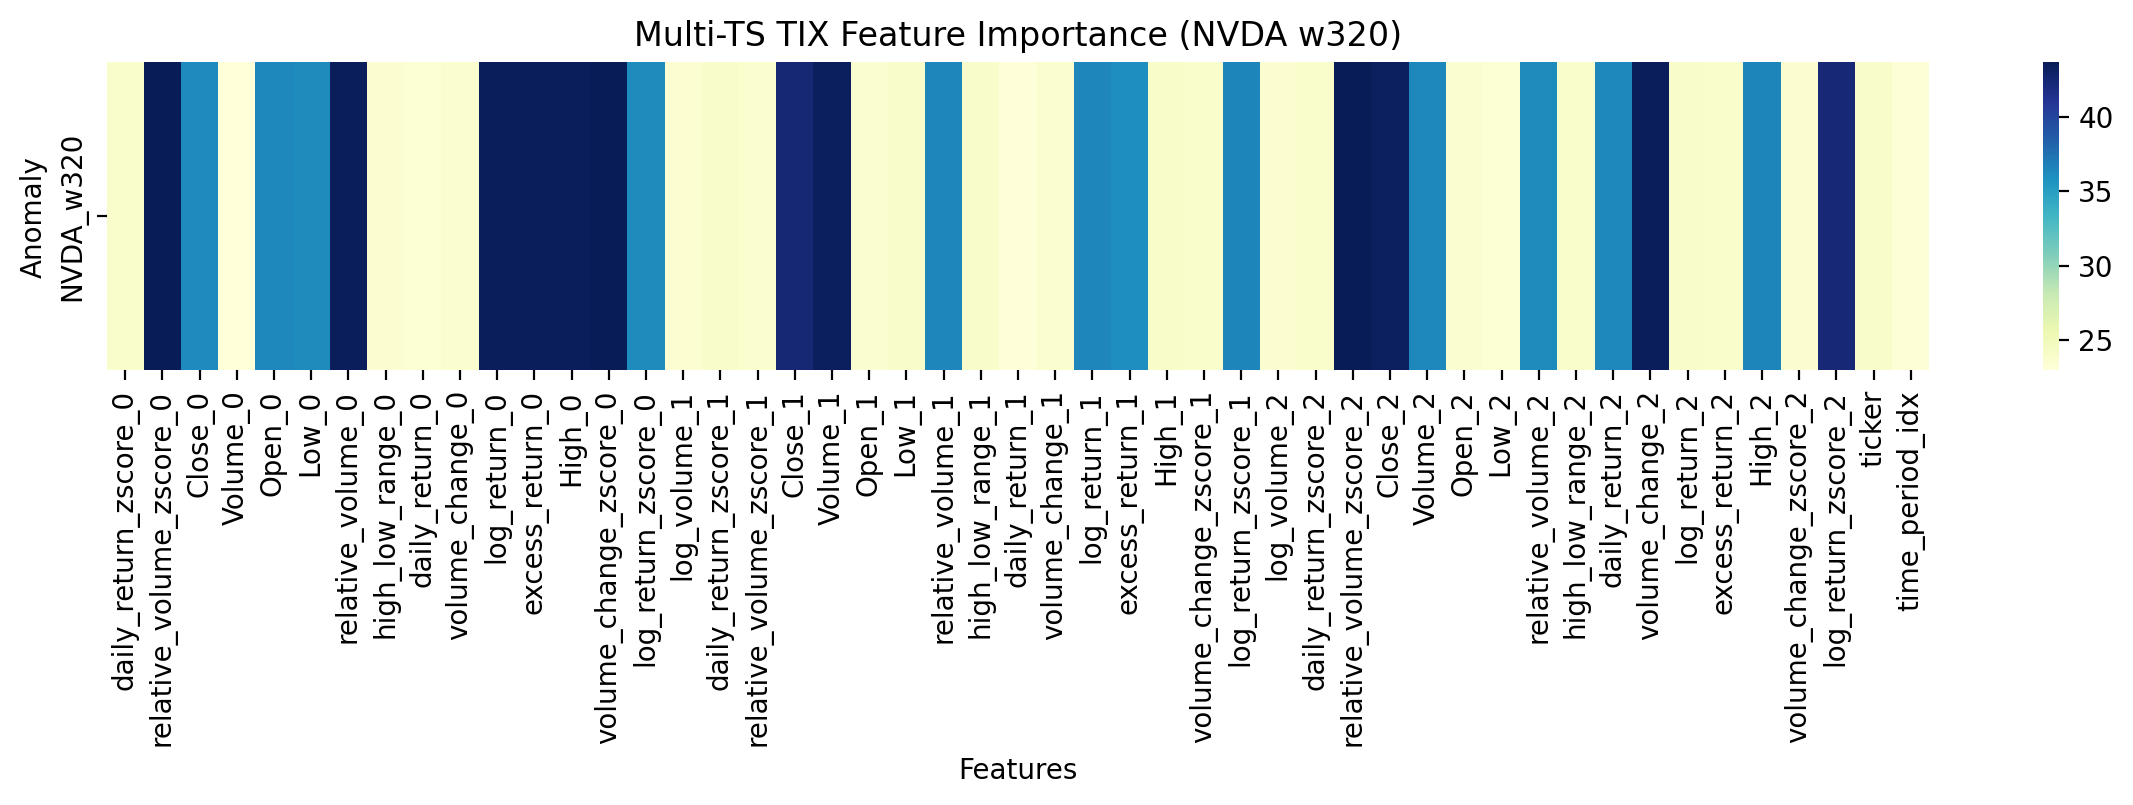 Multi-TS TIX Feature Importance (NVDA w320)
Anomaly
NVDA_w320
40
35
30
25
daily_return_zscore_0
relative_volume_zscore_0
Close_0
Volume_0
Open_0
Low_0
relative_volume_0
high_low_range_0
daily_return_0
volume_change_0
log_return_0
excess_return_0
High_0
volume_change_zscore_0
log_return_zscore_0
log_volume_1
daily_return_zscore_1
relative_volume_zscore_1
Close_1
Volume_1
Open_1
Low_1
relative_volume_1
high_low_range_1
daily_return_1
volume_change_1
log_return_1
excess_return_1
High_1
volume_change_zscore_1
log_return_zscore_1
log_volume_2
daily_return_zscore_2
relative_volume_zscore_2
Close_2
Volume_2
Open_2
Low_2
relative_volume_2
high_low_range_2
daily_return_2
volume_change_2
log_return_2
excess_return_2
High_2
volume_change_zscore_2
log_return_zscore_2
ticker
time_period_idx
Features